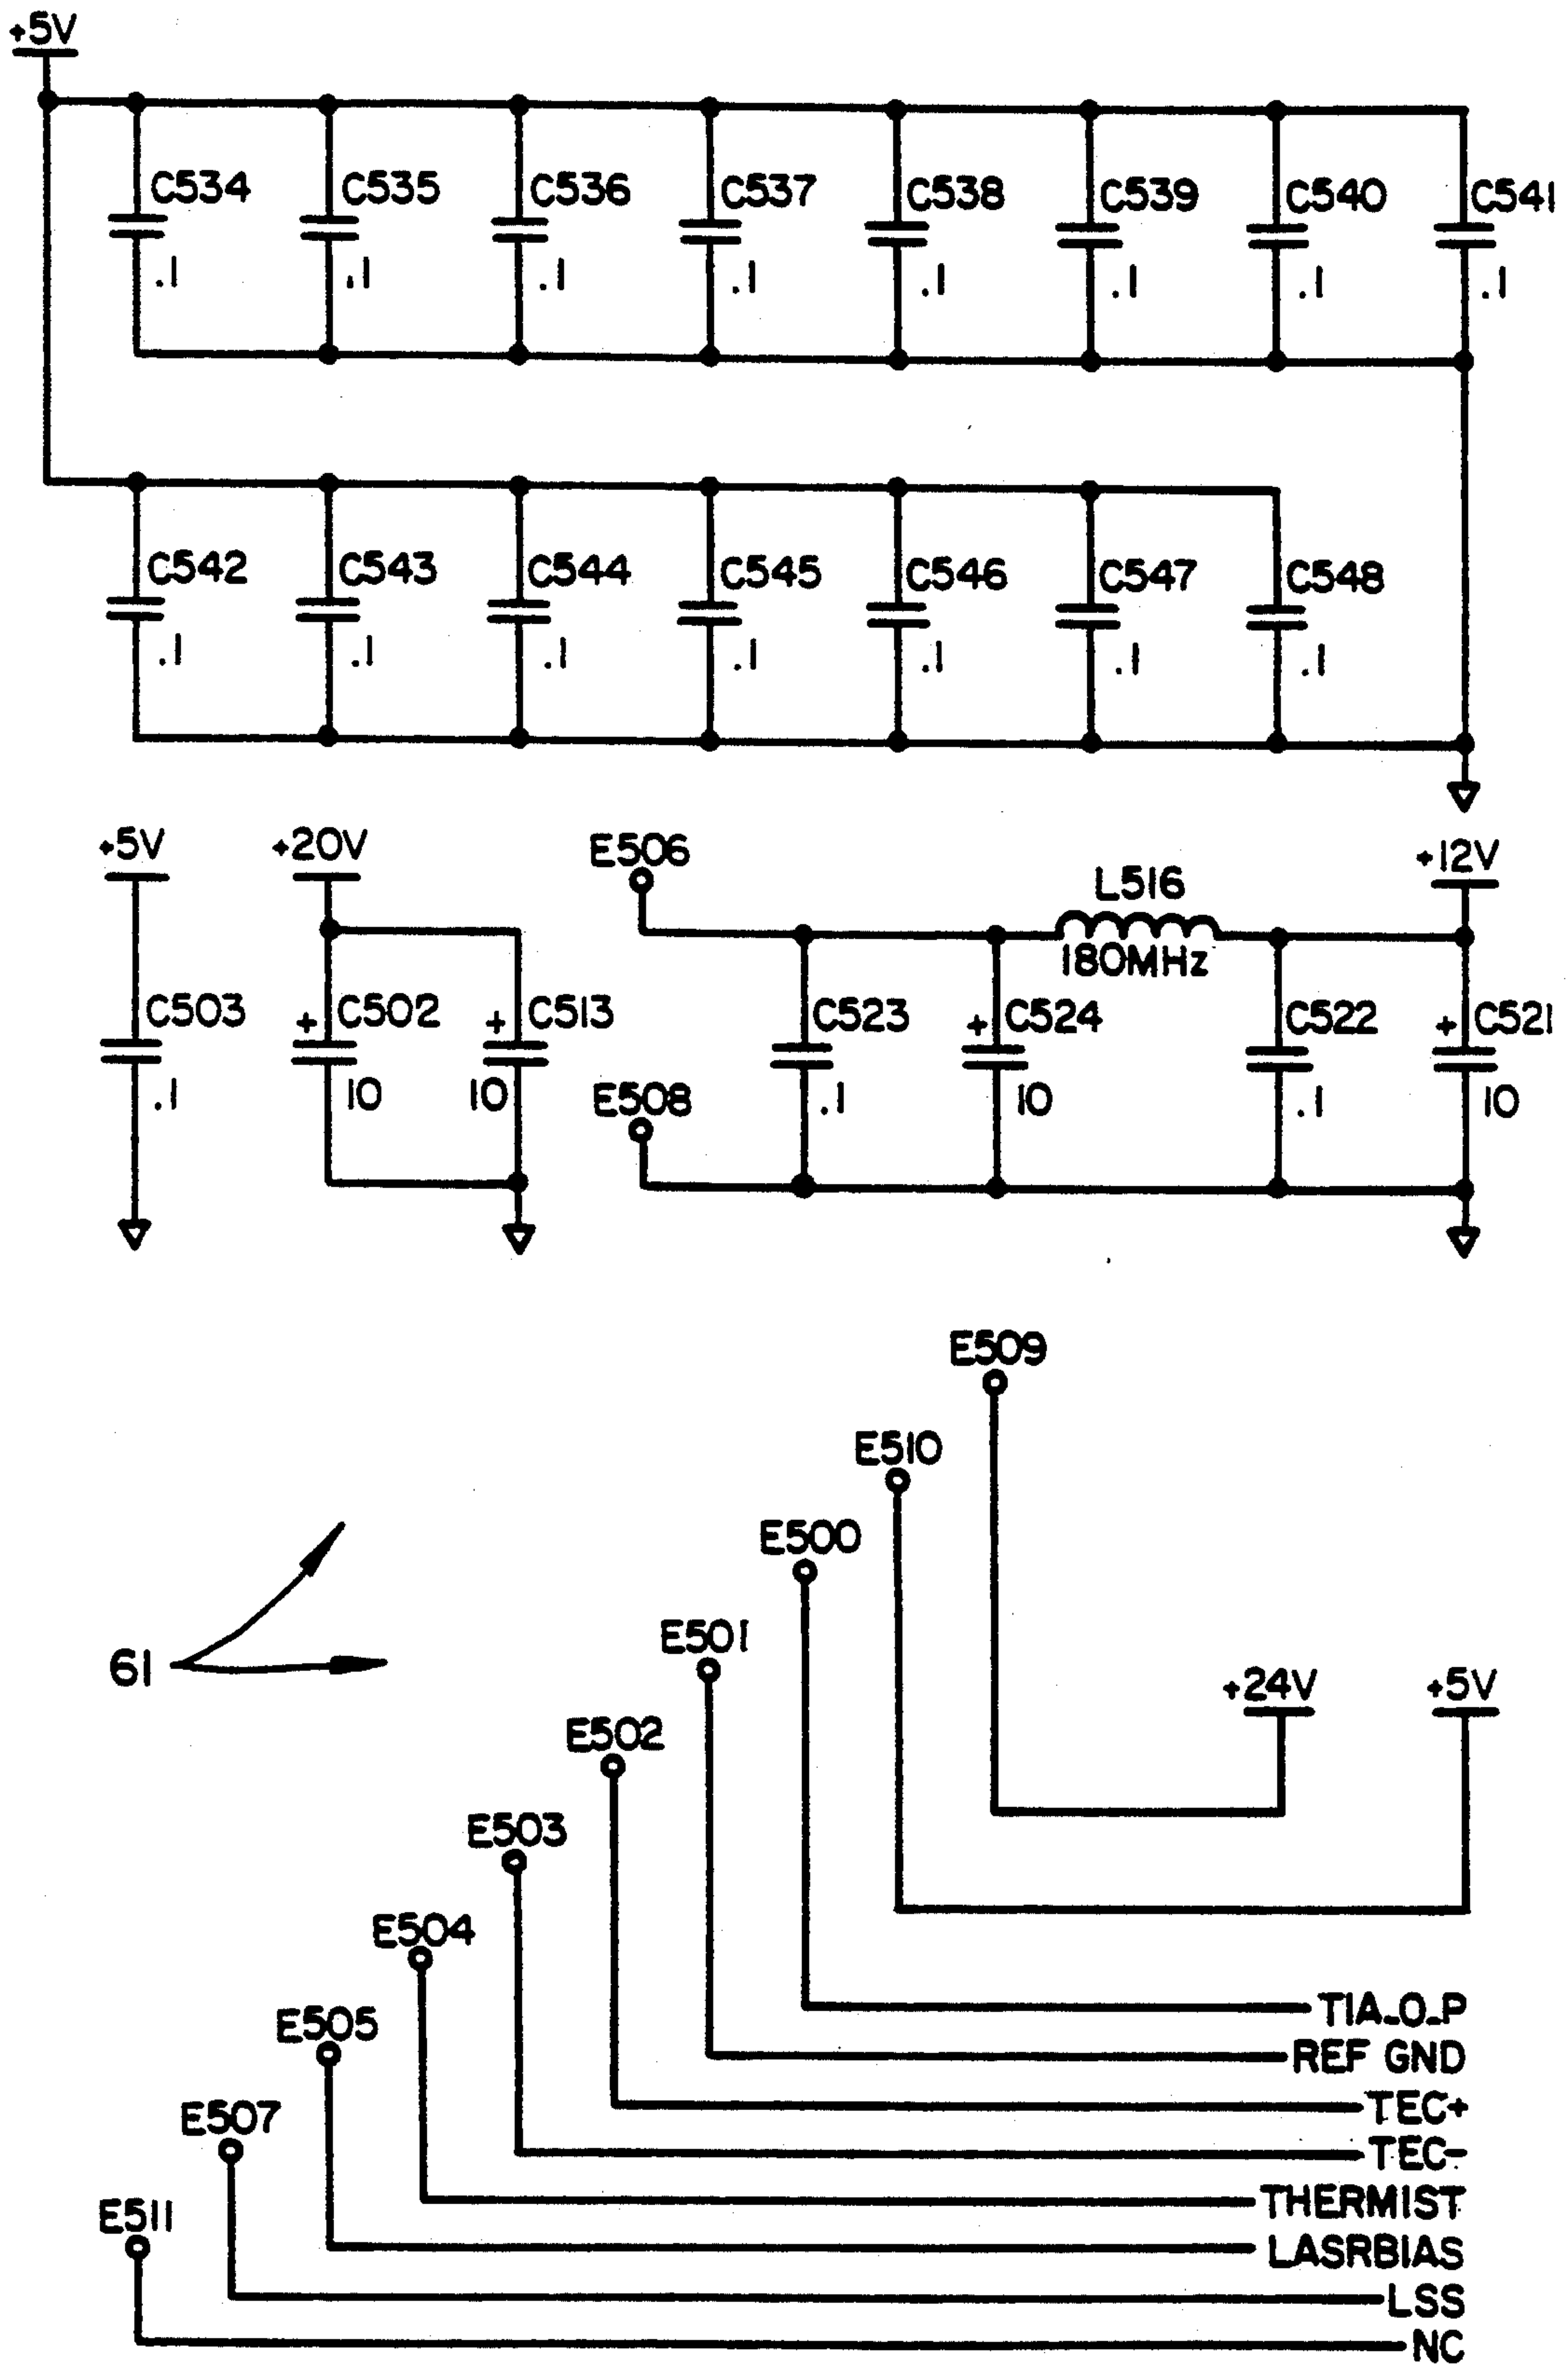 +5V
C534 C535 C536 C537 C538 C539 C540 C541
.1 .1 .1 .1 .1 .1 .1 .1
C542 C543 C544 C545 C546 C547 C548
.1 .1 .1 .1 .1 .1 .1
+5V +20V E506 L516 +12V
180MHz
C503 + C502 + C513 C523 + C524 C522 + C521
.1 10 10 E508 .1 10 .1 10
E509
E510
E500
E501
61
+24V +5V
E502
E503
E504
E505
TIA_O_P
REF GND
TEC+
E507
TEC-
THERMIST
E511
LASRBIAS
LSS
NC